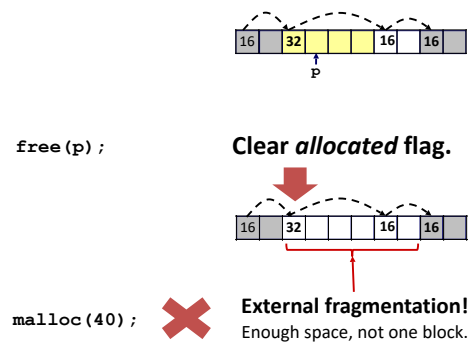 16 32 16 16
p
free(p);
Clear allocated flag.
16 32 16 16
malloc(40);
External fragmentation!
Enough space, not one block.